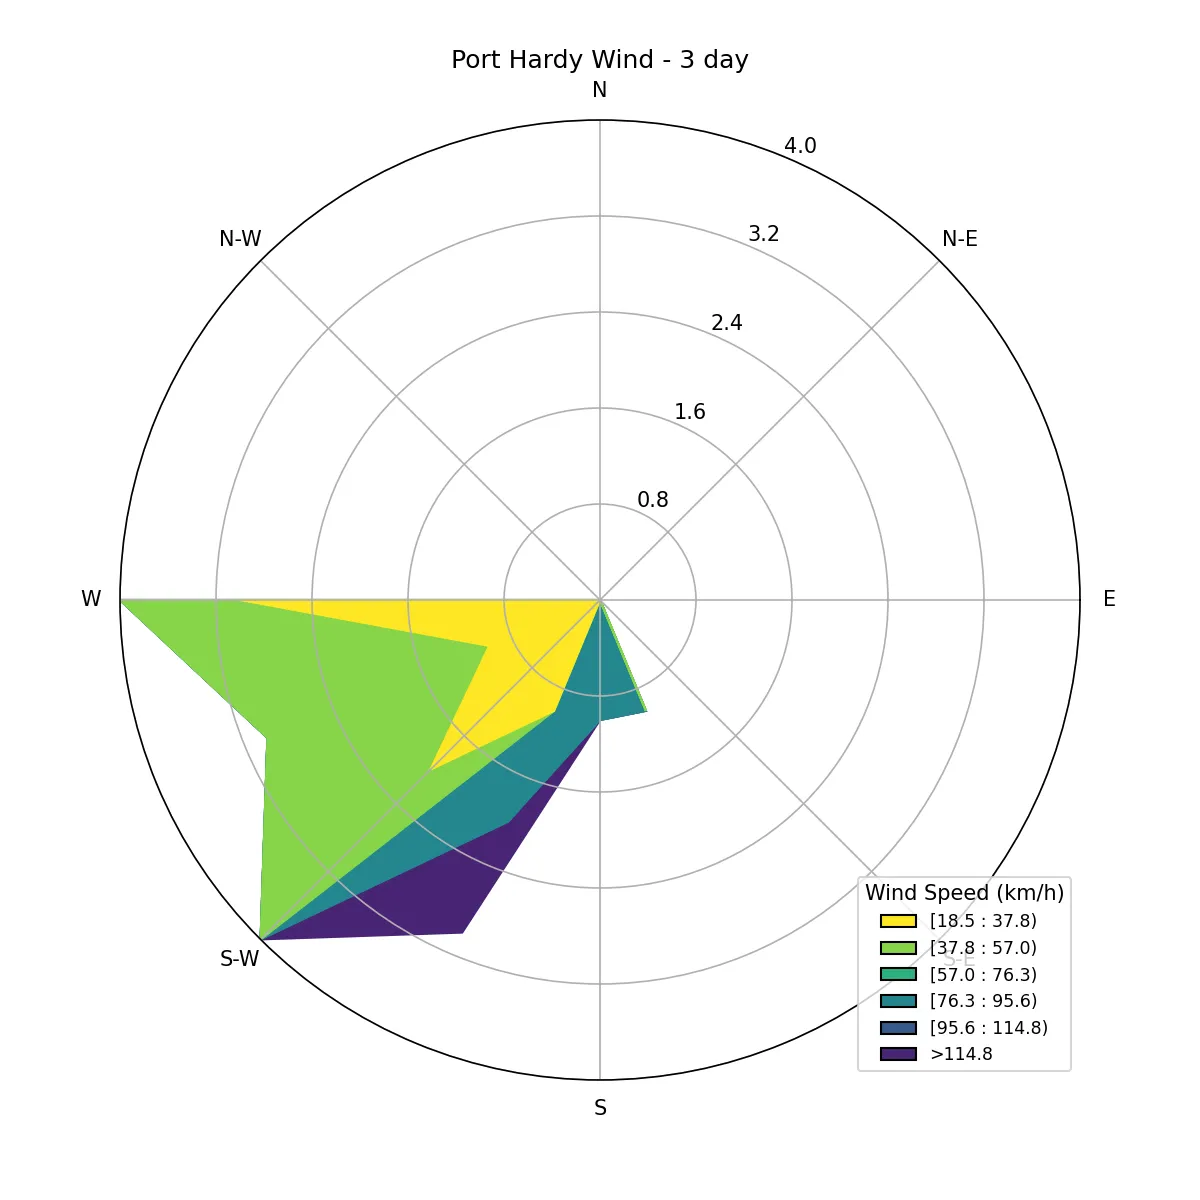 Port Hardy Wind - 3 day
N
4.0
N-W
3.2
N-E
2.4
1.6
0.8
W
E
Wind Speed (km/h)
[18.5 : 37.8)
[37.8 : 57.0)
S-W
S-E
[57.0 : 76.3)
[76.3 : 95.6)
[95.6 : 114.8)
>114.8
S